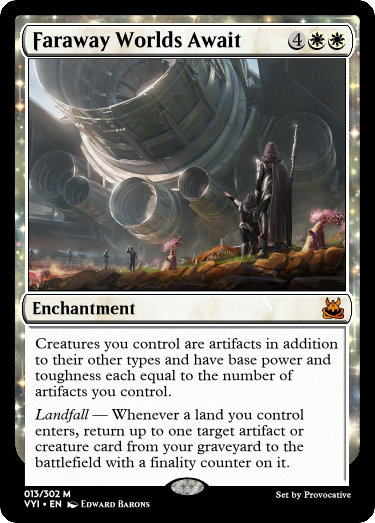 Faraway Worlds Await 4
Enchantment
Creatures you control are artifacts in addition
to their other types and have base power and
toughness each equal to the number of
artifacts you control.
Landfall — Whenever a land you control
enters, return up to one target artifact or
creature card from your graveyard to the
battlefield with a finality counter on it.
013/302 M
VYI • EN Edward Barons
Set by Provocative